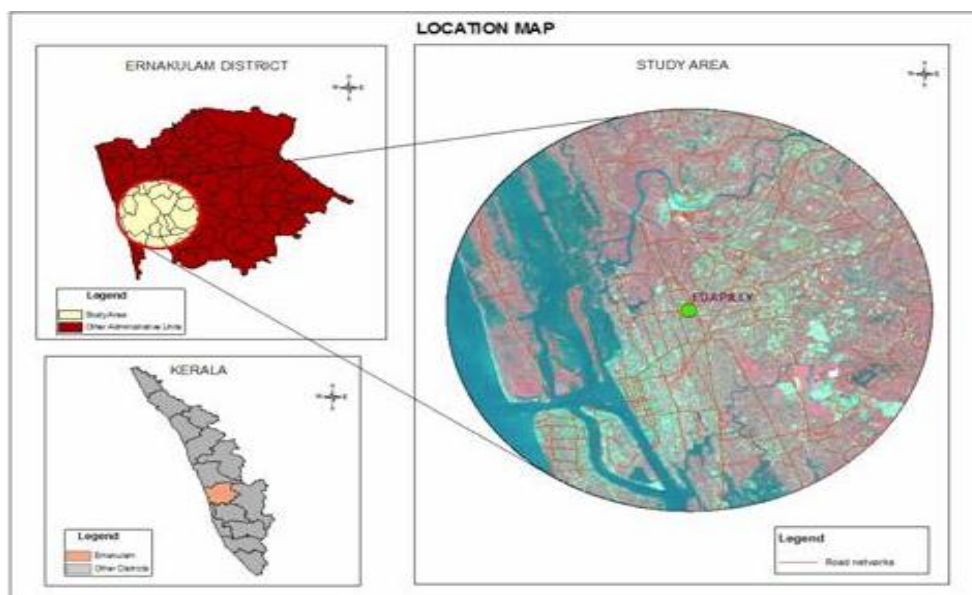 LOCATION MAP
ERNAKULAM DISTRICT
Legend
Study Area
Other Administrative Units
KERALA
Legend
Ernakulam
Other Districts
STUDY AREA
EDAPILLY
Legend
Road networks